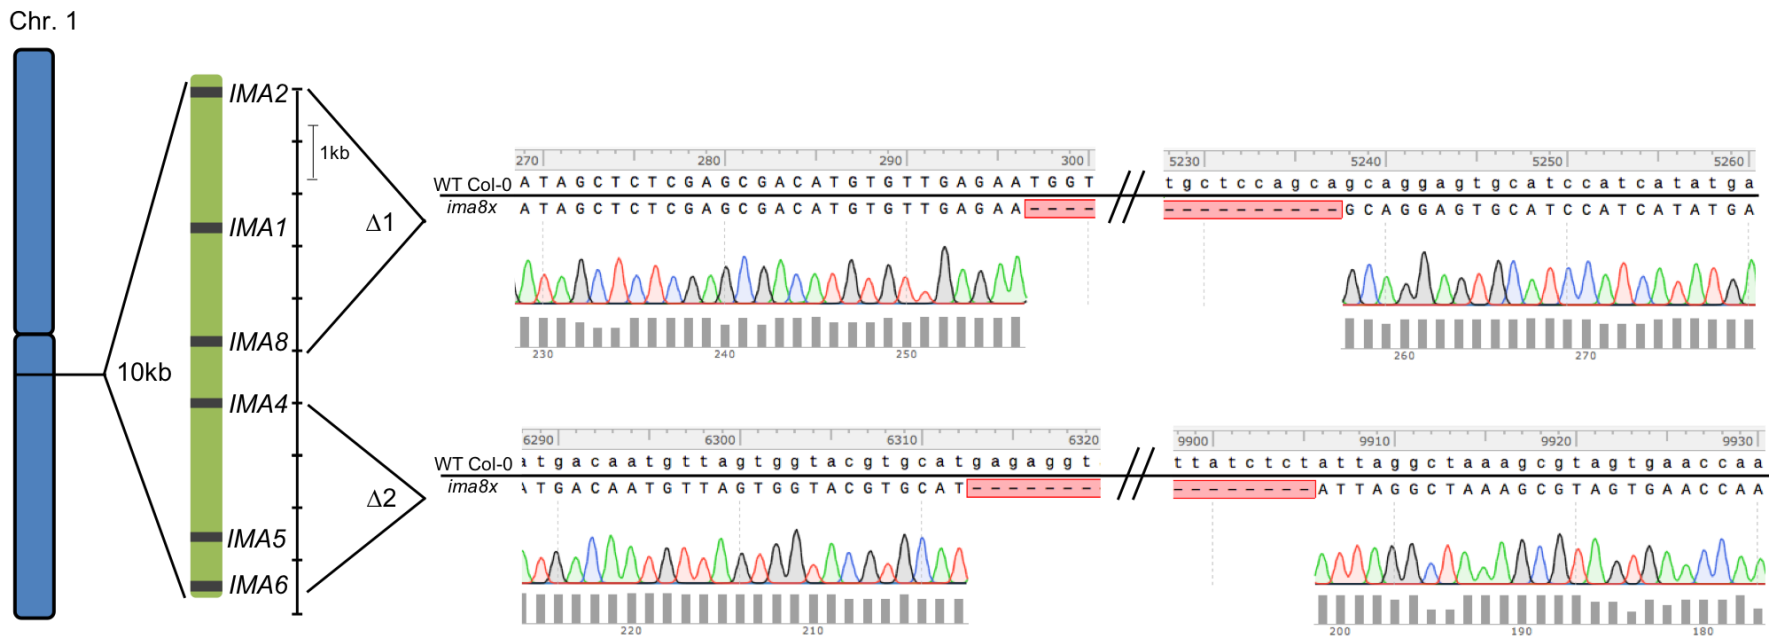 Chr. 1
10kb
IMA2
1kb
IMA1
IMA8
IMA4
IMA5
IMA6
Δ1
270 280 290 300 5230 5240 5250 5260
WT Col-0 ATAGCTCTCGAGCGACATGTGTTGAGAATGGT // tgctccagcagcaggagtgcatccatcatatga
ima8x ATAGCTCTCGAGCGACATGTGTTGAGAA---- ----------GCAGGAGTGCATCCATCATATGA
230 240 250 260 270
Δ2
6290 6300 6310 6320 9900 9910 9920 9930
WT Col-0 atgacaatgttagtggtacgtgcatgagaggt // ttatctctattaggctaaagcgtagtgaaccaa
ima8x ATGACAATGTTAGTGGTACGTGCAT------- --------ATTAGGCTAAAGCGTAGTGAACCAA
220 210 200 190 180